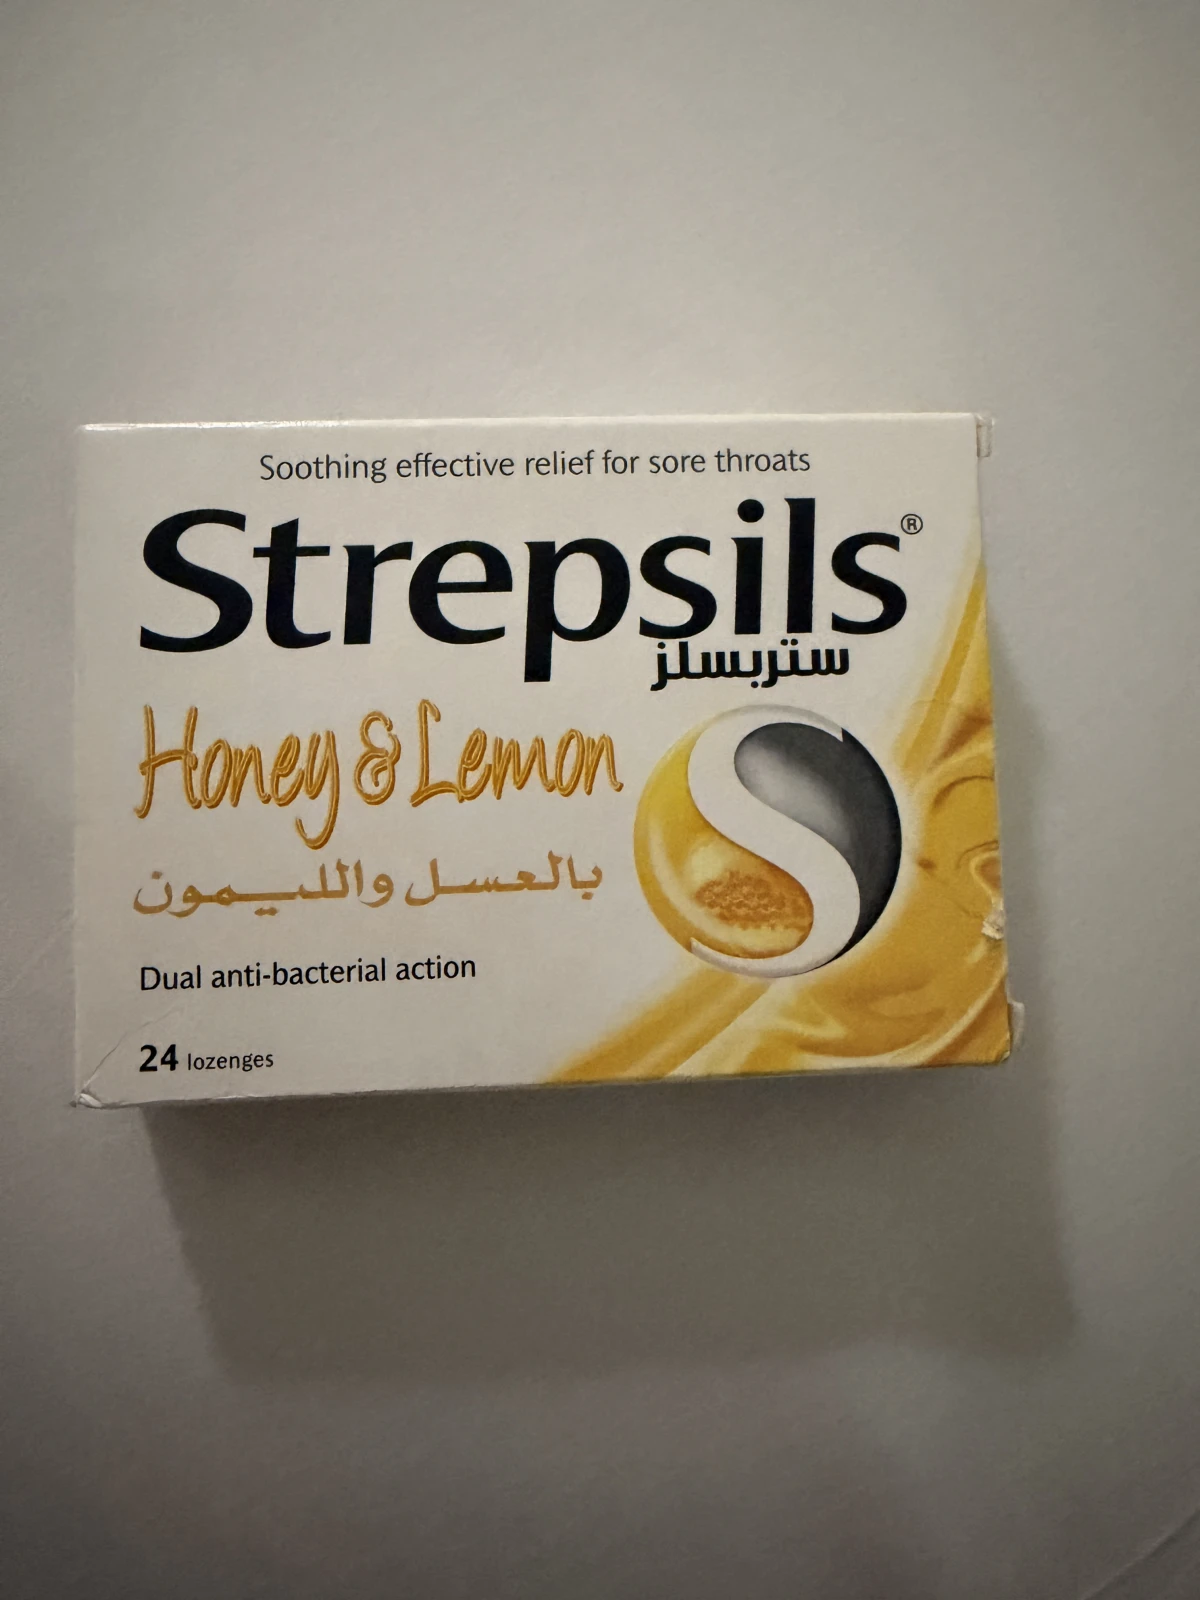 Soothing effective relief for sore throats
Strepsils®
ستربسلز
Honey & Lemon
بالعسل والليمون
Dual anti-bacterial action
24 lozenges